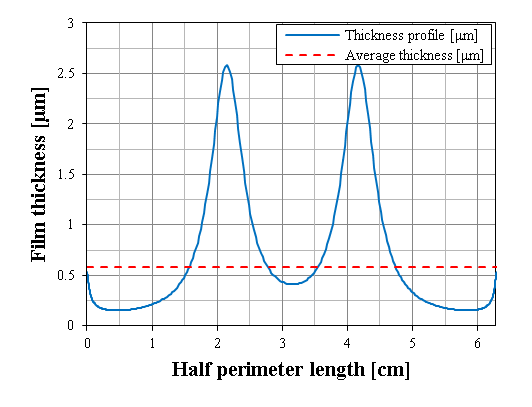 Thickness profile [µm]
Average thickness [µm]
3
2.5
2
1.5
1
0.5
0
Film thickness [µm]
0 1 2 3 4 5 6
Half perimeter length [cm]